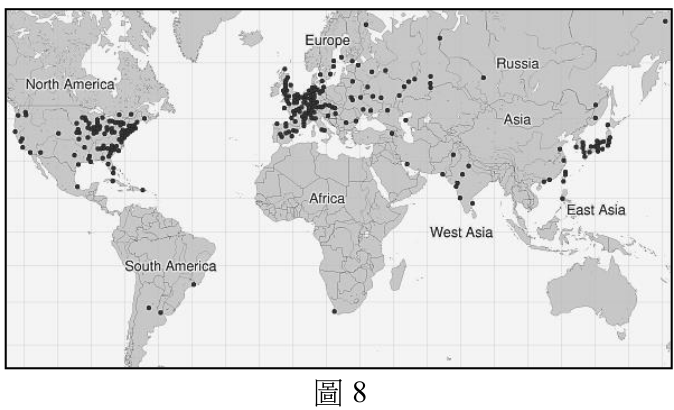 Europe
Russia
North America
Asia
Africa
East Asia
West Asia
South America
圖 8